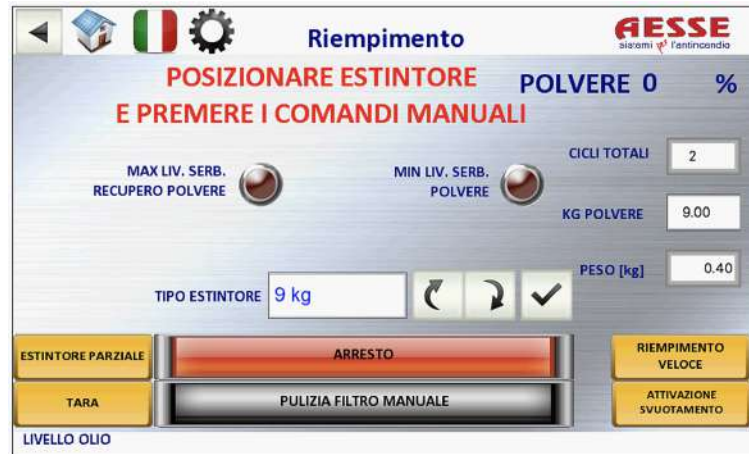 Riempimento
AESSE
sistemi per l'antincendio
POSIZIONARE ESTINTORE
E PREMERE I COMANDI MANUALI
POLVERE 0 %
MAX LIV. SERB.
RECUPERO POLVERE
MIN LIV. SERB.
POLVERE
CICLI TOTALI 2
KG POLVERE 9.00
PESO [kg] 0.40
TIPO ESTINTORE 9 kg
ESTINTORE PARZIALE
ARRESTO
RIEMPIMENTO
VELOCE
TARA
PULIZIA FILTRO MANUALE
ATTIVAZIONE
SVUOTAMENTO
LIVELLO OLIO